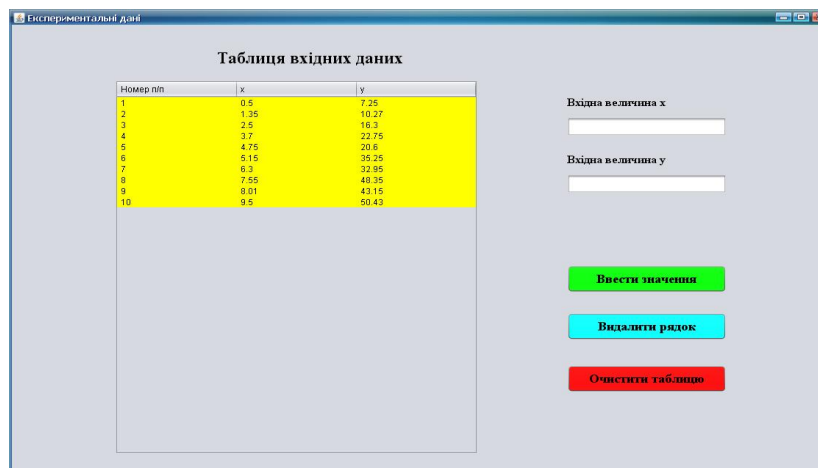 Експериментальні дані
Таблиця вхідних даних
Номер п/п x y
1 0.5 7.25
2 1.35 10.27
3 2.5 16.3
4 3.7 22.75
5 4.75 20.6
6 5.15 35.25
7 6.3 32.95
8 7.55 48.35
9 8.01 43.15
10 9.5 50.43
Вхідна величина x
Вхідна величина y
Ввести значення
Видалити рядок
Очистити таблицю